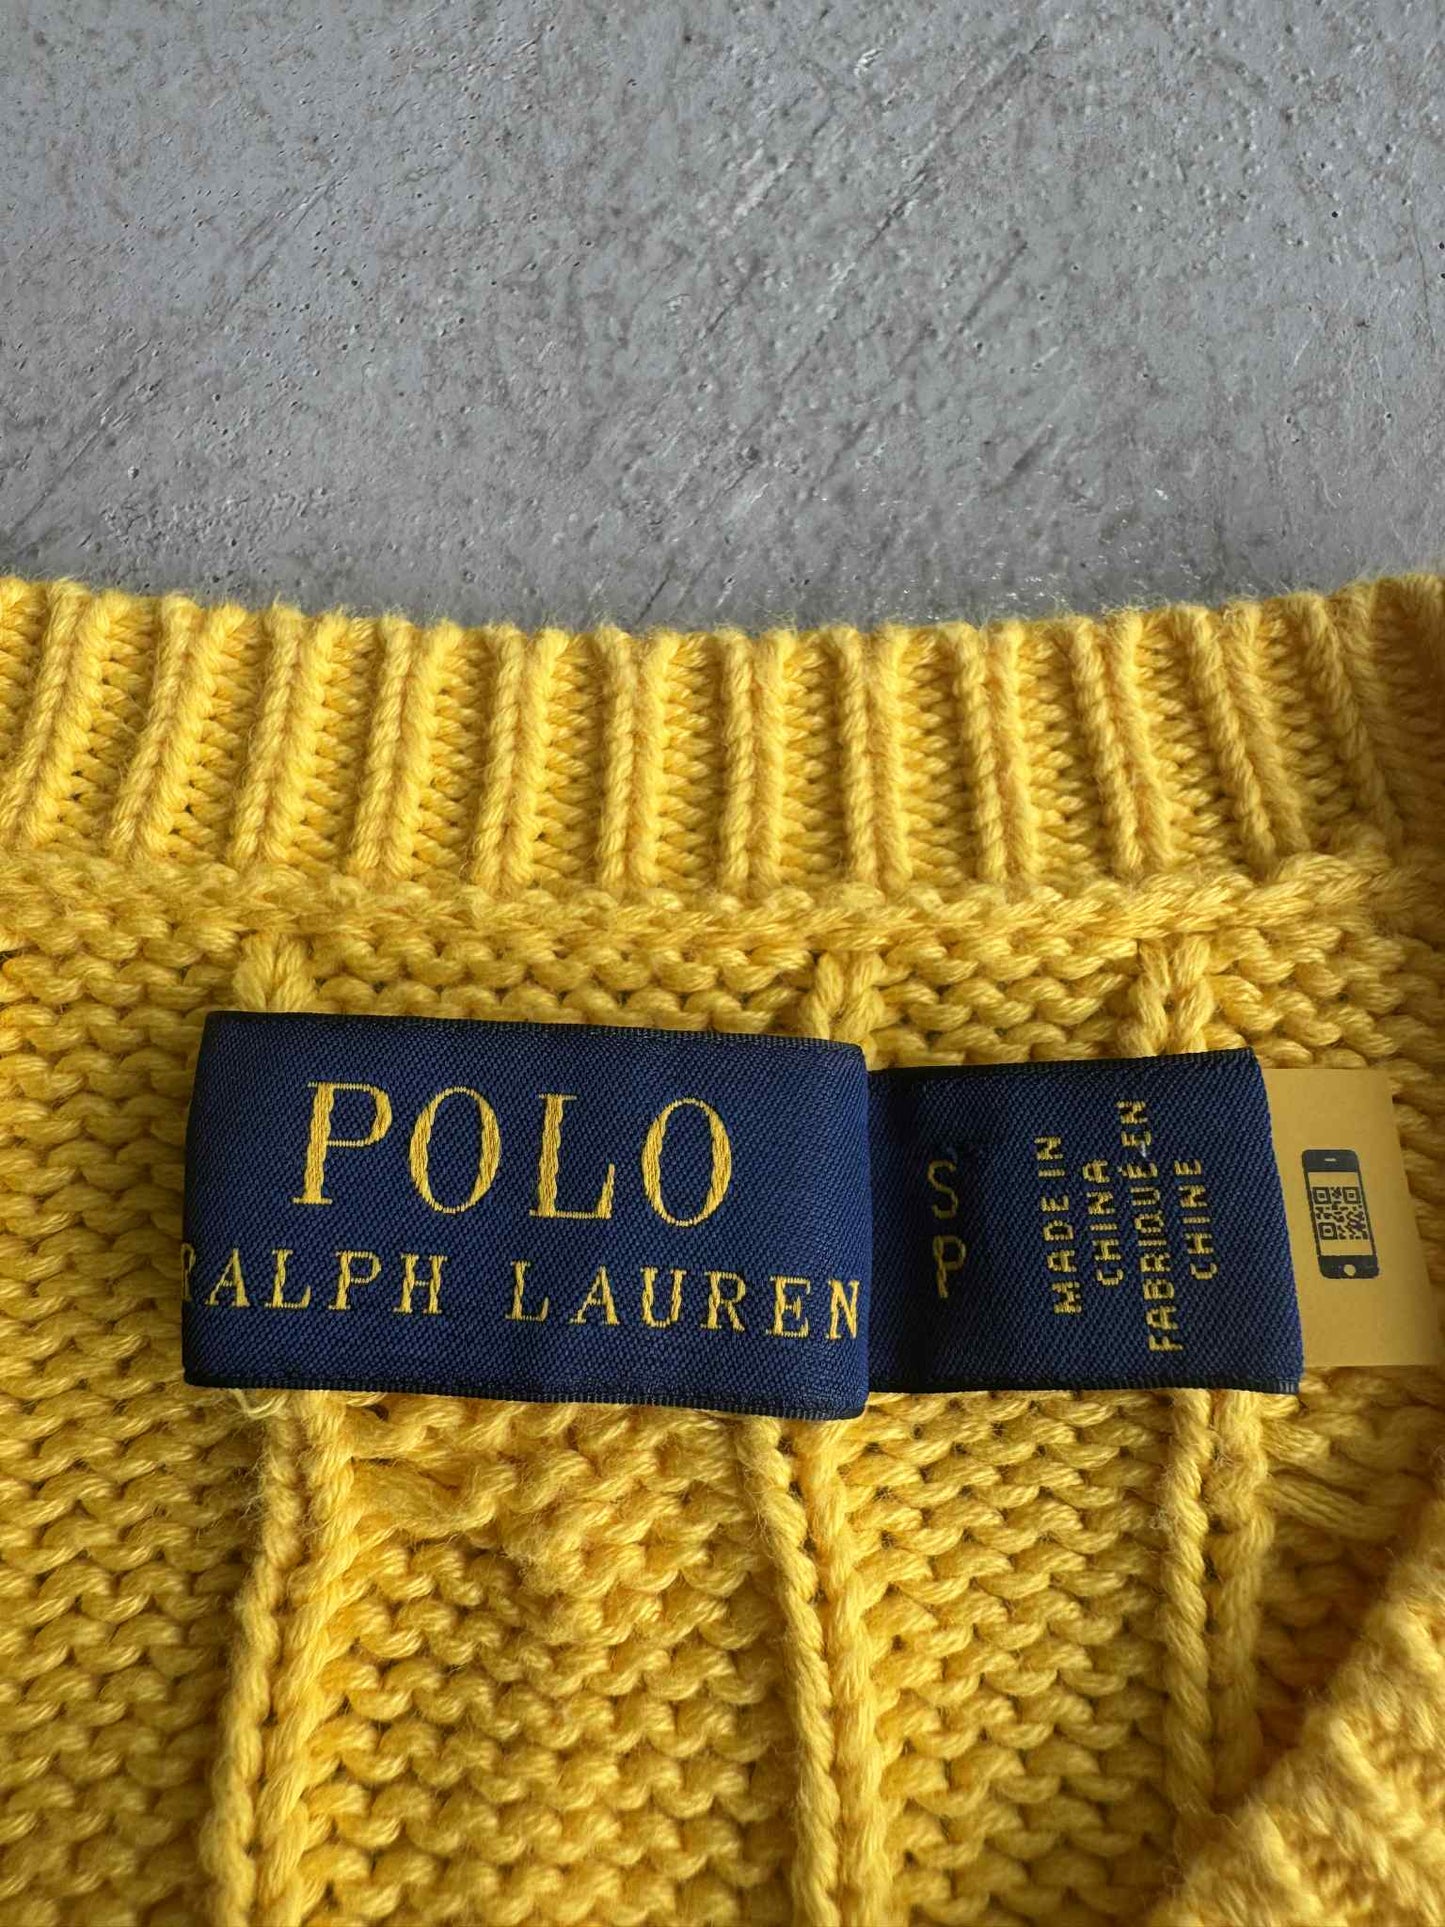 POLO
RALPH LAUREN
S
P
MADE IN
CHINA
FABRIQUÉ EN
CHINE